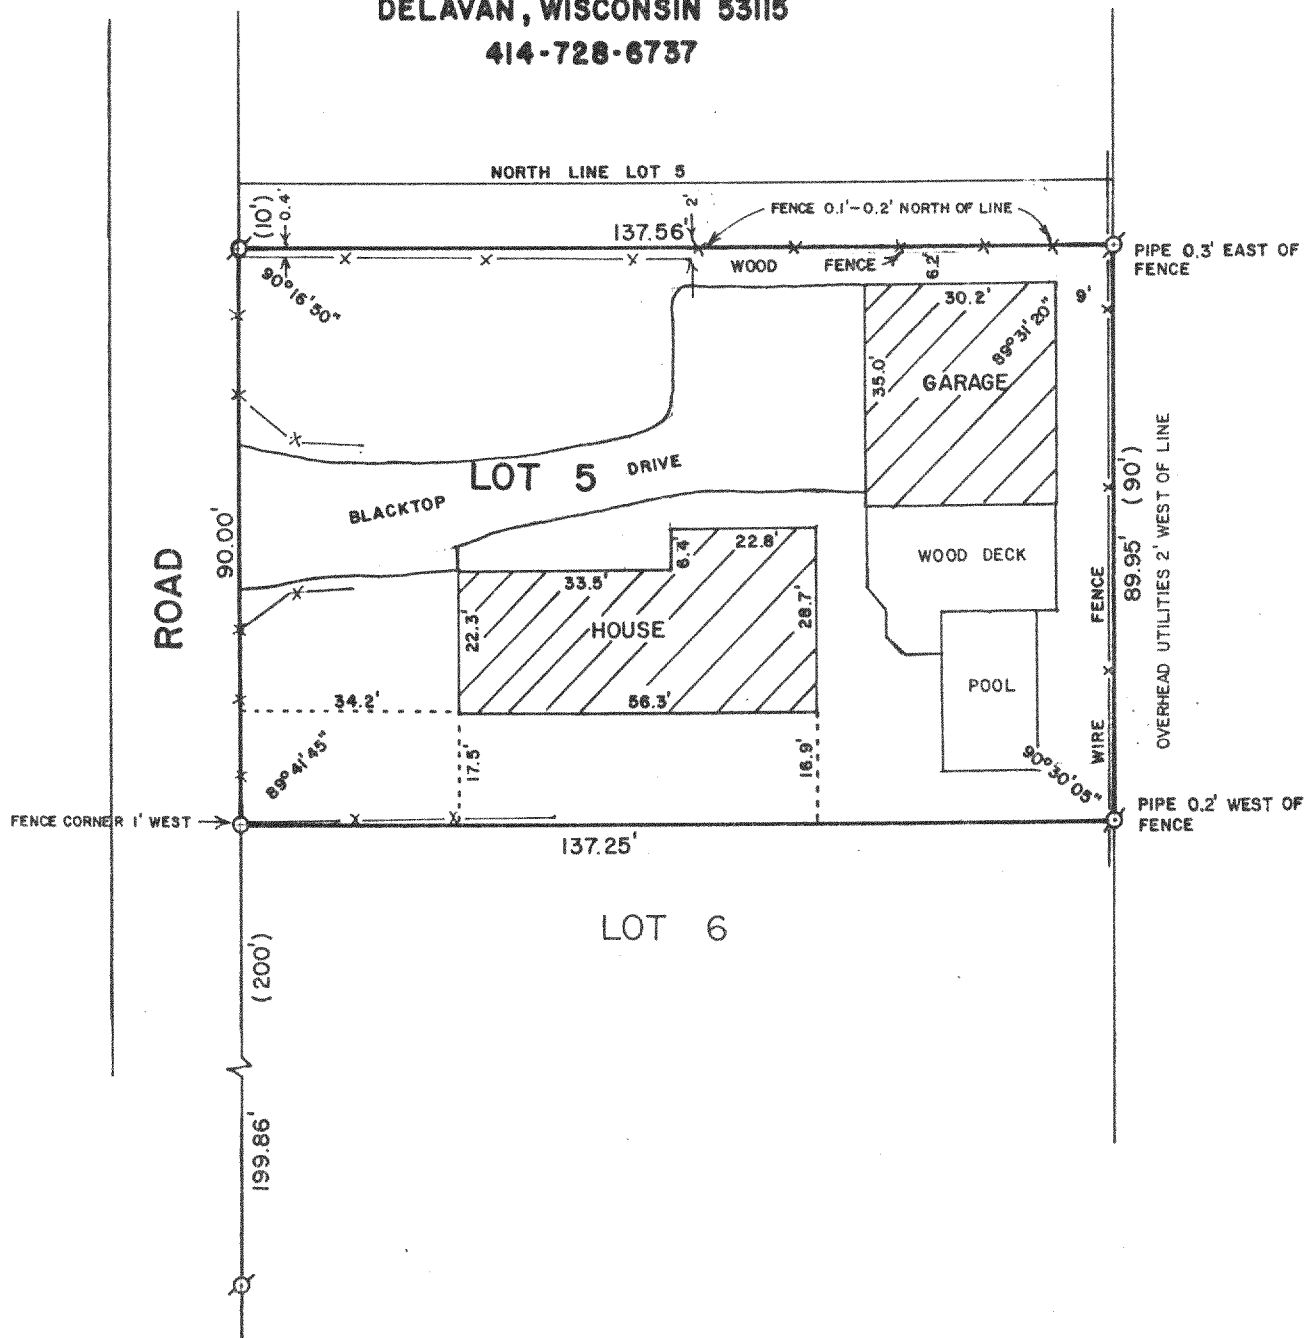 DELAVAN, WISCONSIN 53115
414-728-6737
NORTH LINE LOT 5
(10')
0.4'
137.56'
2'
FENCE 0.1'-0.2' NORTH OF LINE
WOOD FENCE
6.2'
PIPE 0.3' EAST OF
FENCE
90°16'50"
30.2'
9'
89°31'20"
35.0'
GARAGE
LOT 5
BLACKTOP DRIVE
ROAD
90.00'
22.8'
6.4'
33.5'
22.3'
HOUSE
28.7'
56.3'
34.2'
WOOD DECK
POOL
WIRE FENCE
89.95' (90')
OVERHEAD UTILITIES 2' WEST OF LINE
89°41'45"
17.5'
16.9'
90°30'05"
FENCE CORNER 1' WEST
PIPE 0.2' WEST OF
FENCE
137.25'
LOT 6
(200')
199.86'